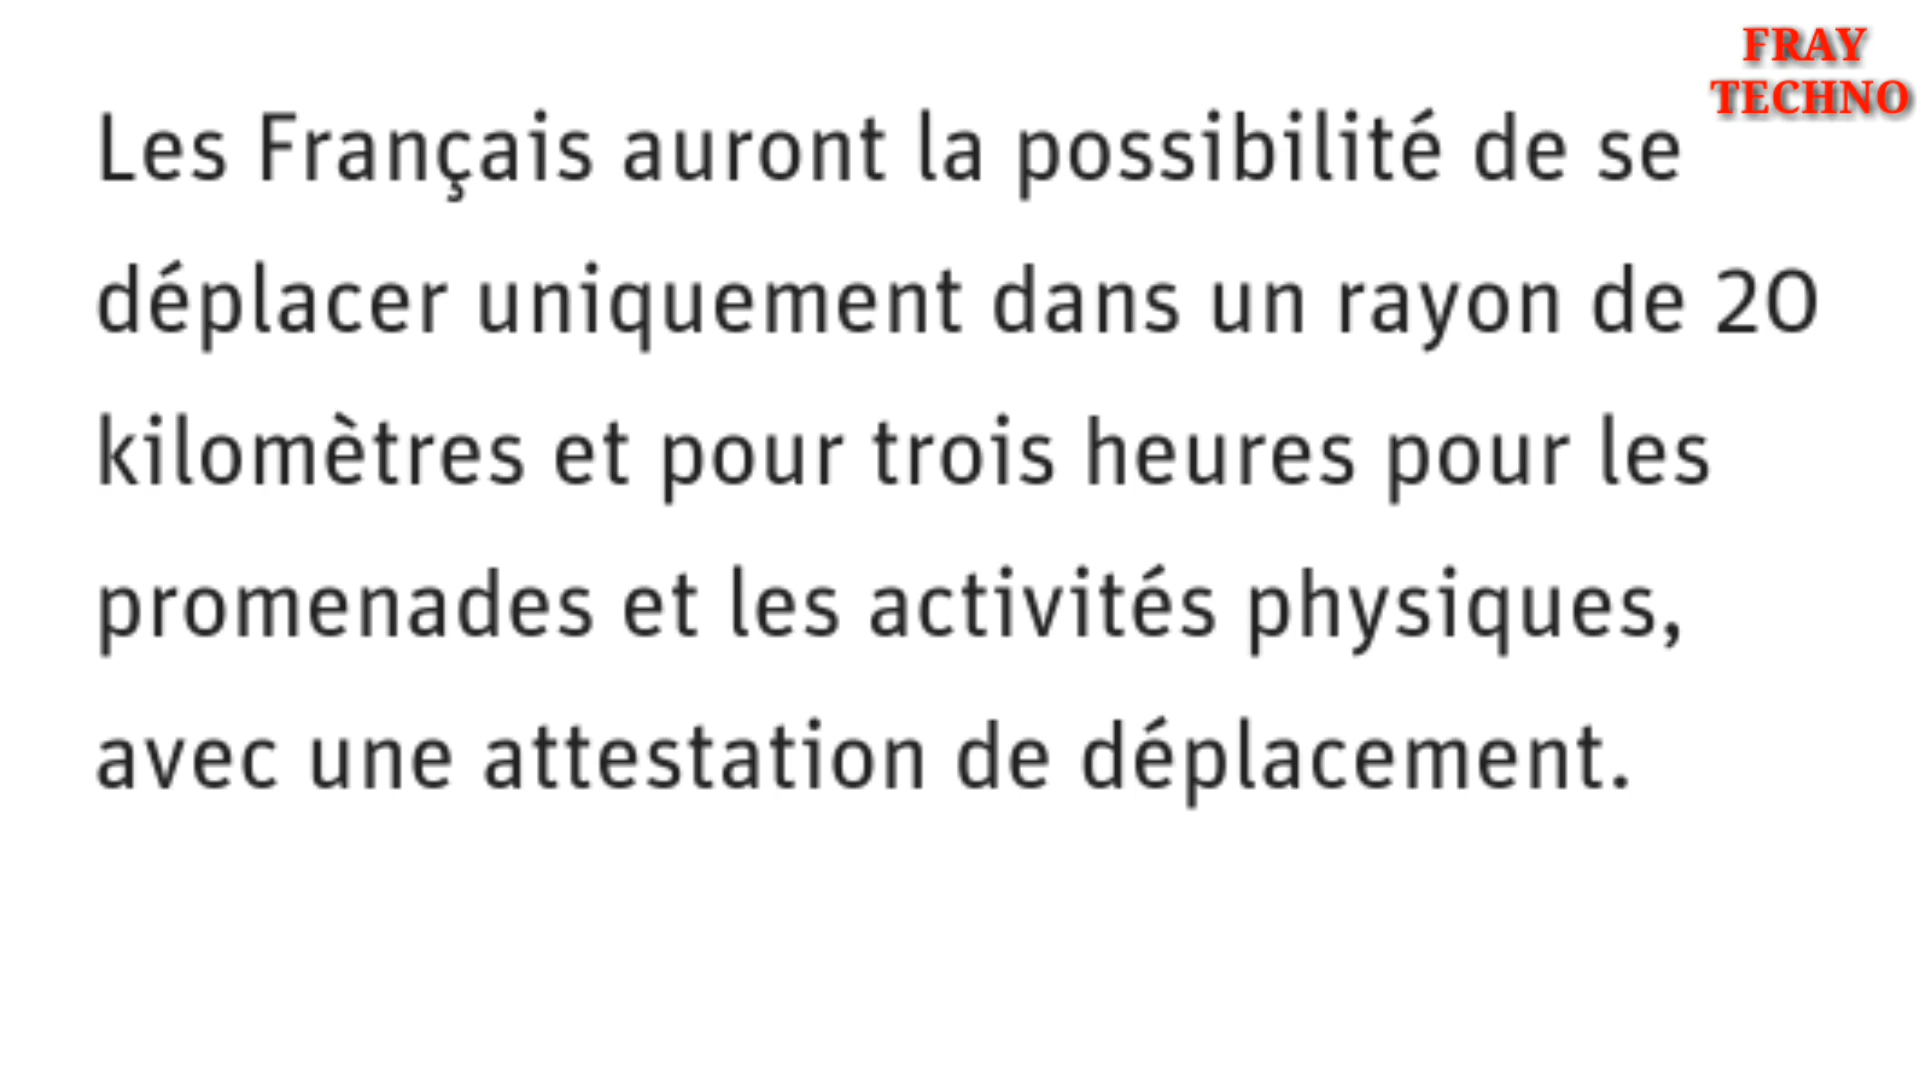 FRAY
TECHNO
Les Français auront la possibilité de se
déplacer uniquement dans un rayon de 20
kilomètres et pour trois heures pour les
promenades et les activités physiques,
avec une attestation de déplacement.